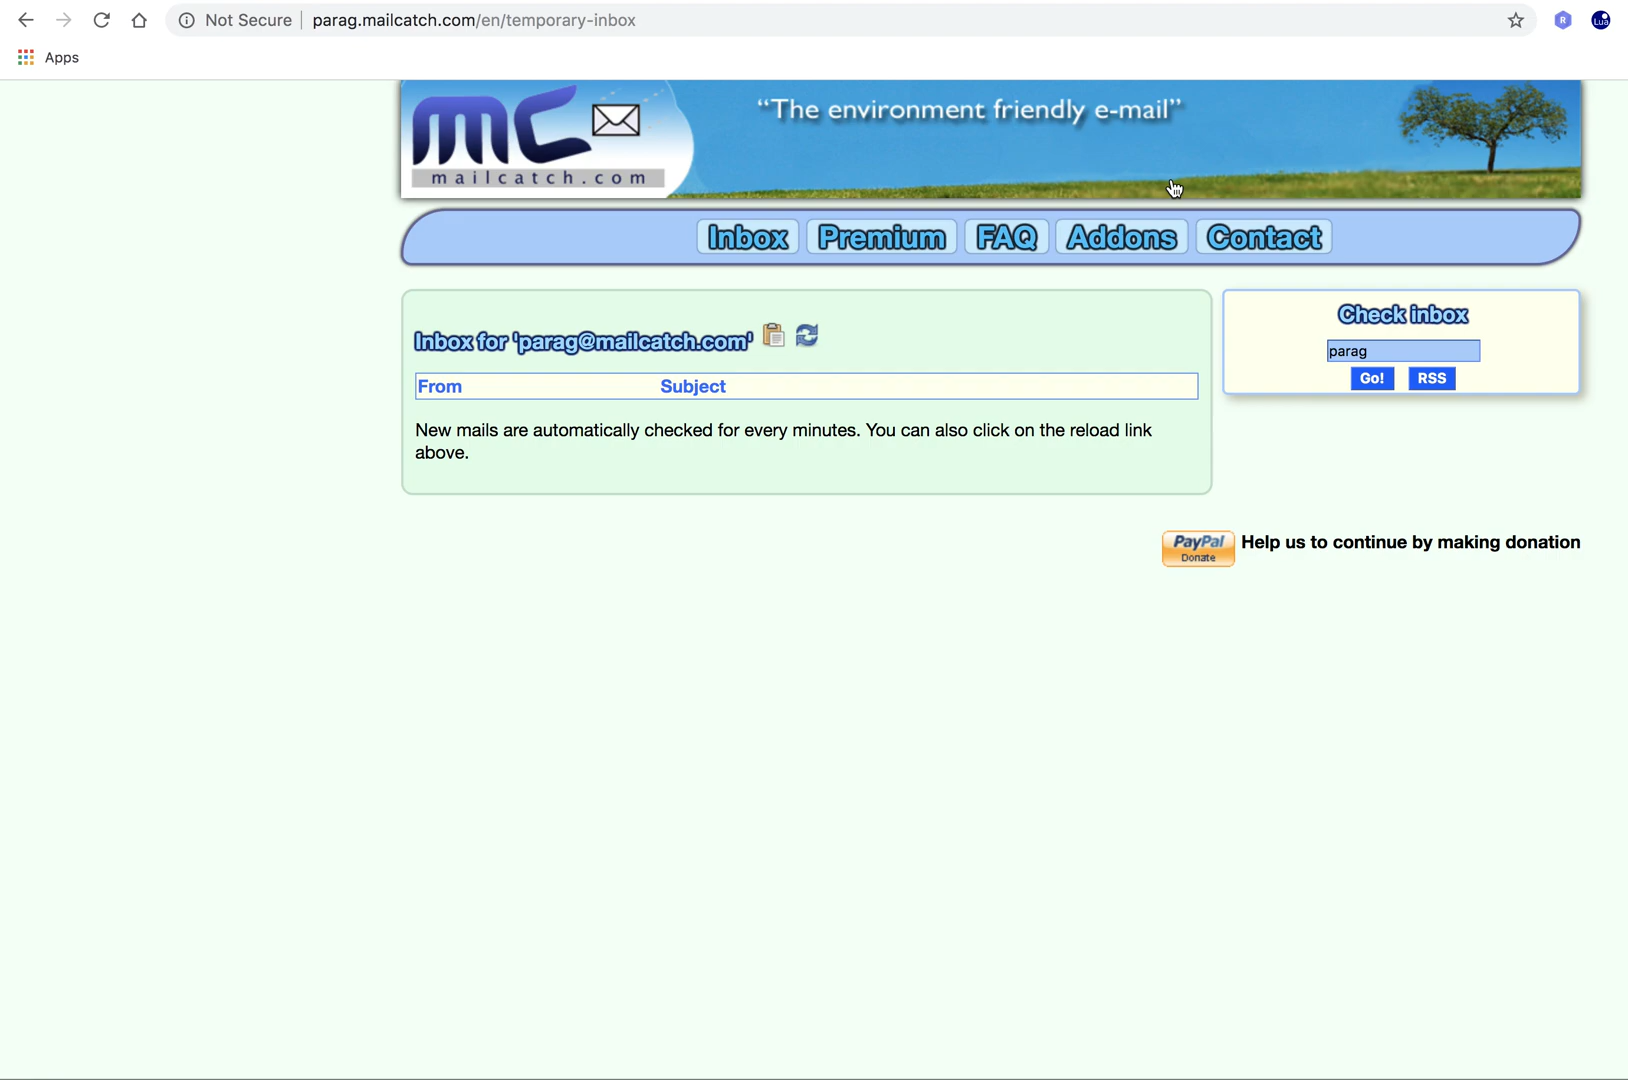 Not Secure | parag.mailcatch.com/en/temporary-inbox
R
Lua
Apps
mc
mailcatch.com
“The environment friendly e-mail”
Inbox Premium FAQ Addons Contact
Inbox for 'parag@mailcatch.com'
From Subject
New mails are automatically checked for every minutes. You can also click on the reload link
above.
Check inbox
parag
Go! RSS
PayPal
Donate
Help us to continue by making donation